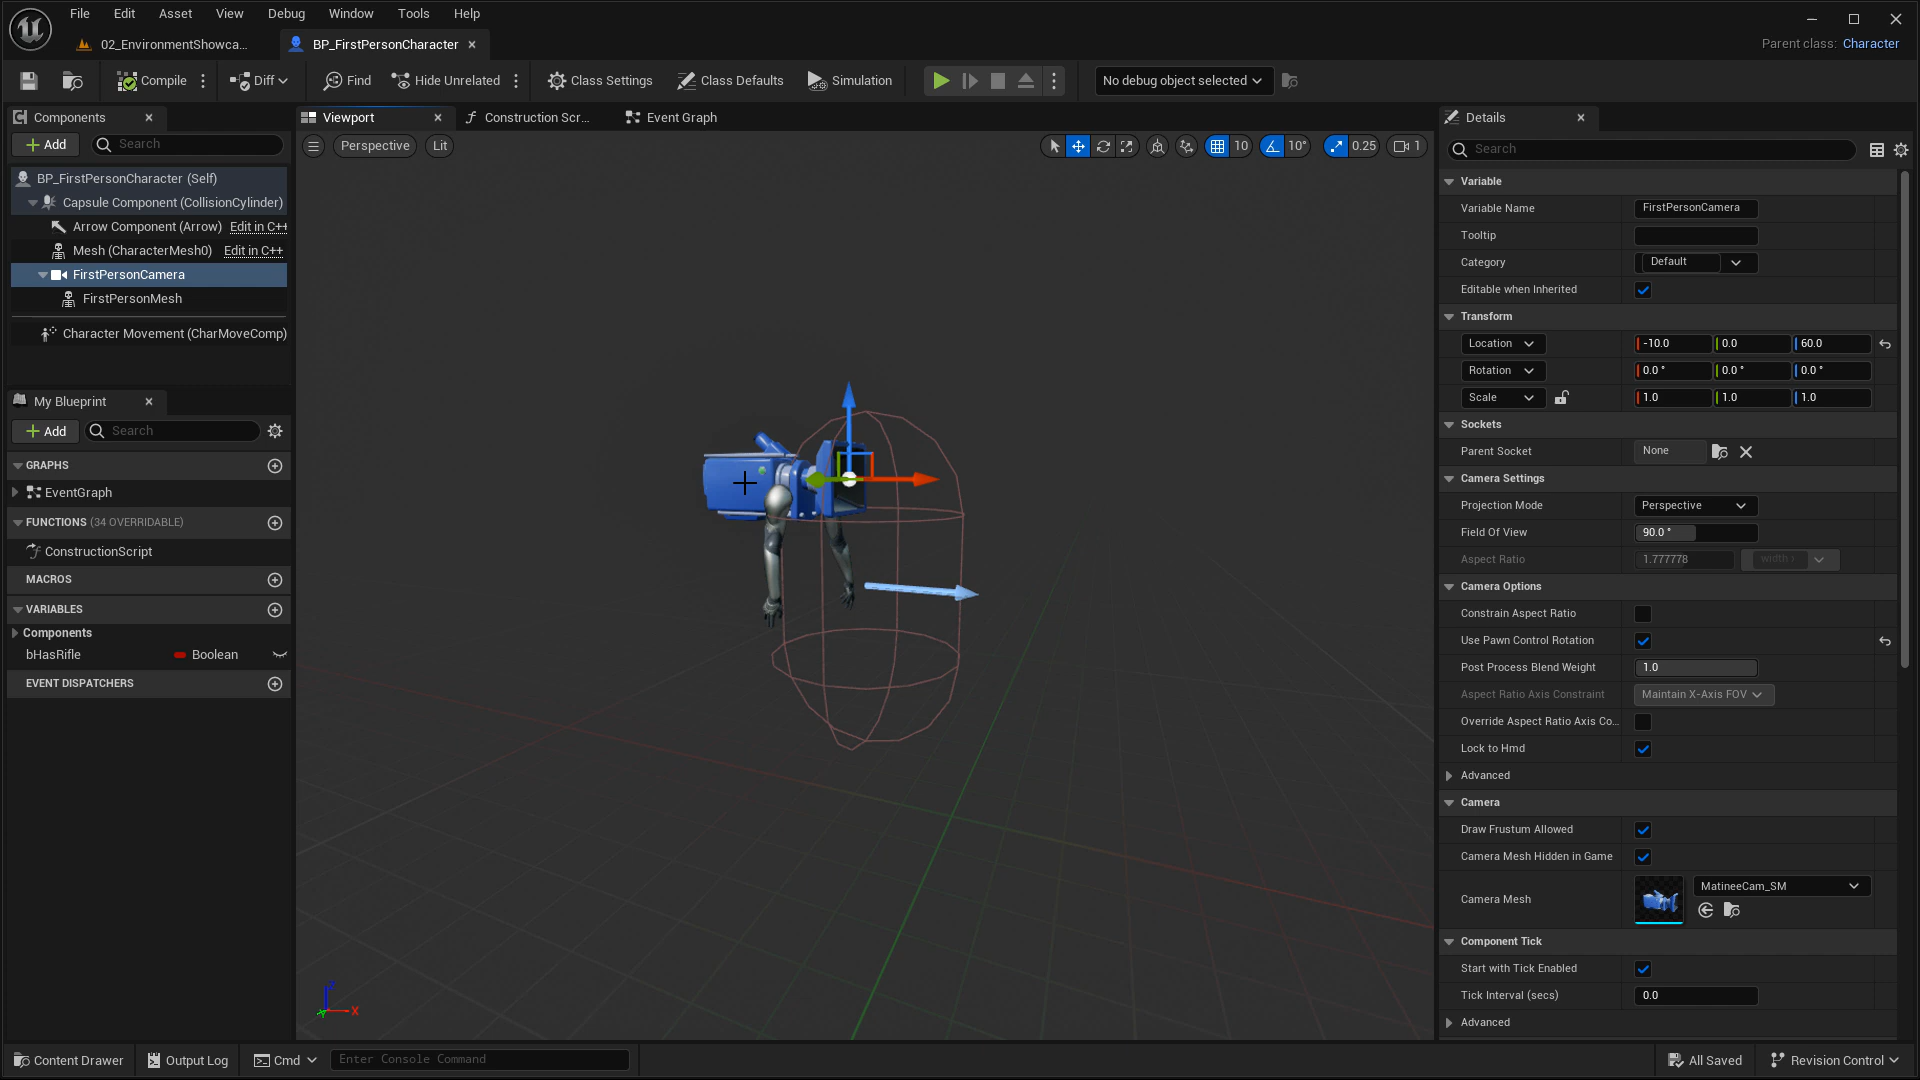 File Edit Asset View Debug Window Tools Help
02_EnvironmentShowca...
BP_FirstPersonCharacter
Parent class: Character
Compile
Diff
Find
Hide Unrelated
Class Settings
Class Defaults
Simulation
No debug object selected
Components
Add
Search
BP_FirstPersonCharacter (Self)
Capsule Component (CollisionCylinder)
Arrow Component (Arrow) Edit in C++
Mesh (CharacterMesh0) Edit in C++
FirstPersonCamera
FirstPersonMesh
Character Movement (CharMoveComp)
My Blueprint
Add
Search
GRAPHS
EventGraph
FUNCTIONS (34 OVERRIDABLE)
ConstructionScript
MACROS
VARIABLES
Components
bHasRifle Boolean
EVENT DISPATCHERS
Viewport
Construction Scr...
Event Graph
Perspective
Lit
10
10°
0.25
1
Z
X
Y
Details
Search
Variable
Variable Name FirstPersonCamera
Tooltip
Category Default
Editable when Inherited
Transform
Location -10.0 0.0 60.0
Rotation 0.0 ° 0.0 ° 0.0 °
Scale 1.0 1.0 1.0
Sockets
Parent Socket None
Camera Settings
Projection Mode Perspective
Field Of View 90.0 °
Aspect Ratio 1.777778 width r
Camera Options
Constrain Aspect Ratio
Use Pawn Control Rotation
Post Process Blend Weight 1.0
Aspect Ratio Axis Constraint Maintain X-Axis FOV
Override Aspect Ratio Axis Co...
Lock to Hmd
Advanced
Camera
Draw Frustum Allowed
Camera Mesh Hidden in Game
Camera Mesh MatineeCam_SM
Component Tick
Start with Tick Enabled
Tick Interval (secs) 0.0
Advanced
Content Drawer
Output Log
Cmd
Enter Console Command
All Saved
Revision Control